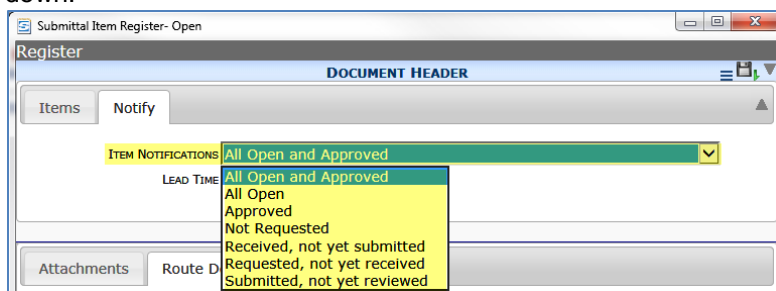 down.
Submittal Item Register- Open
Register
DOCUMENT HEADER
Items Notify
ITEM NOTIFICATIONS All Open and Approved
LEAD TIME All Open and Approved
All Open
Approved
Not Requested
Received, not yet submitted
Requested, not yet received
Attachments Route D
Submitted, not yet reviewed